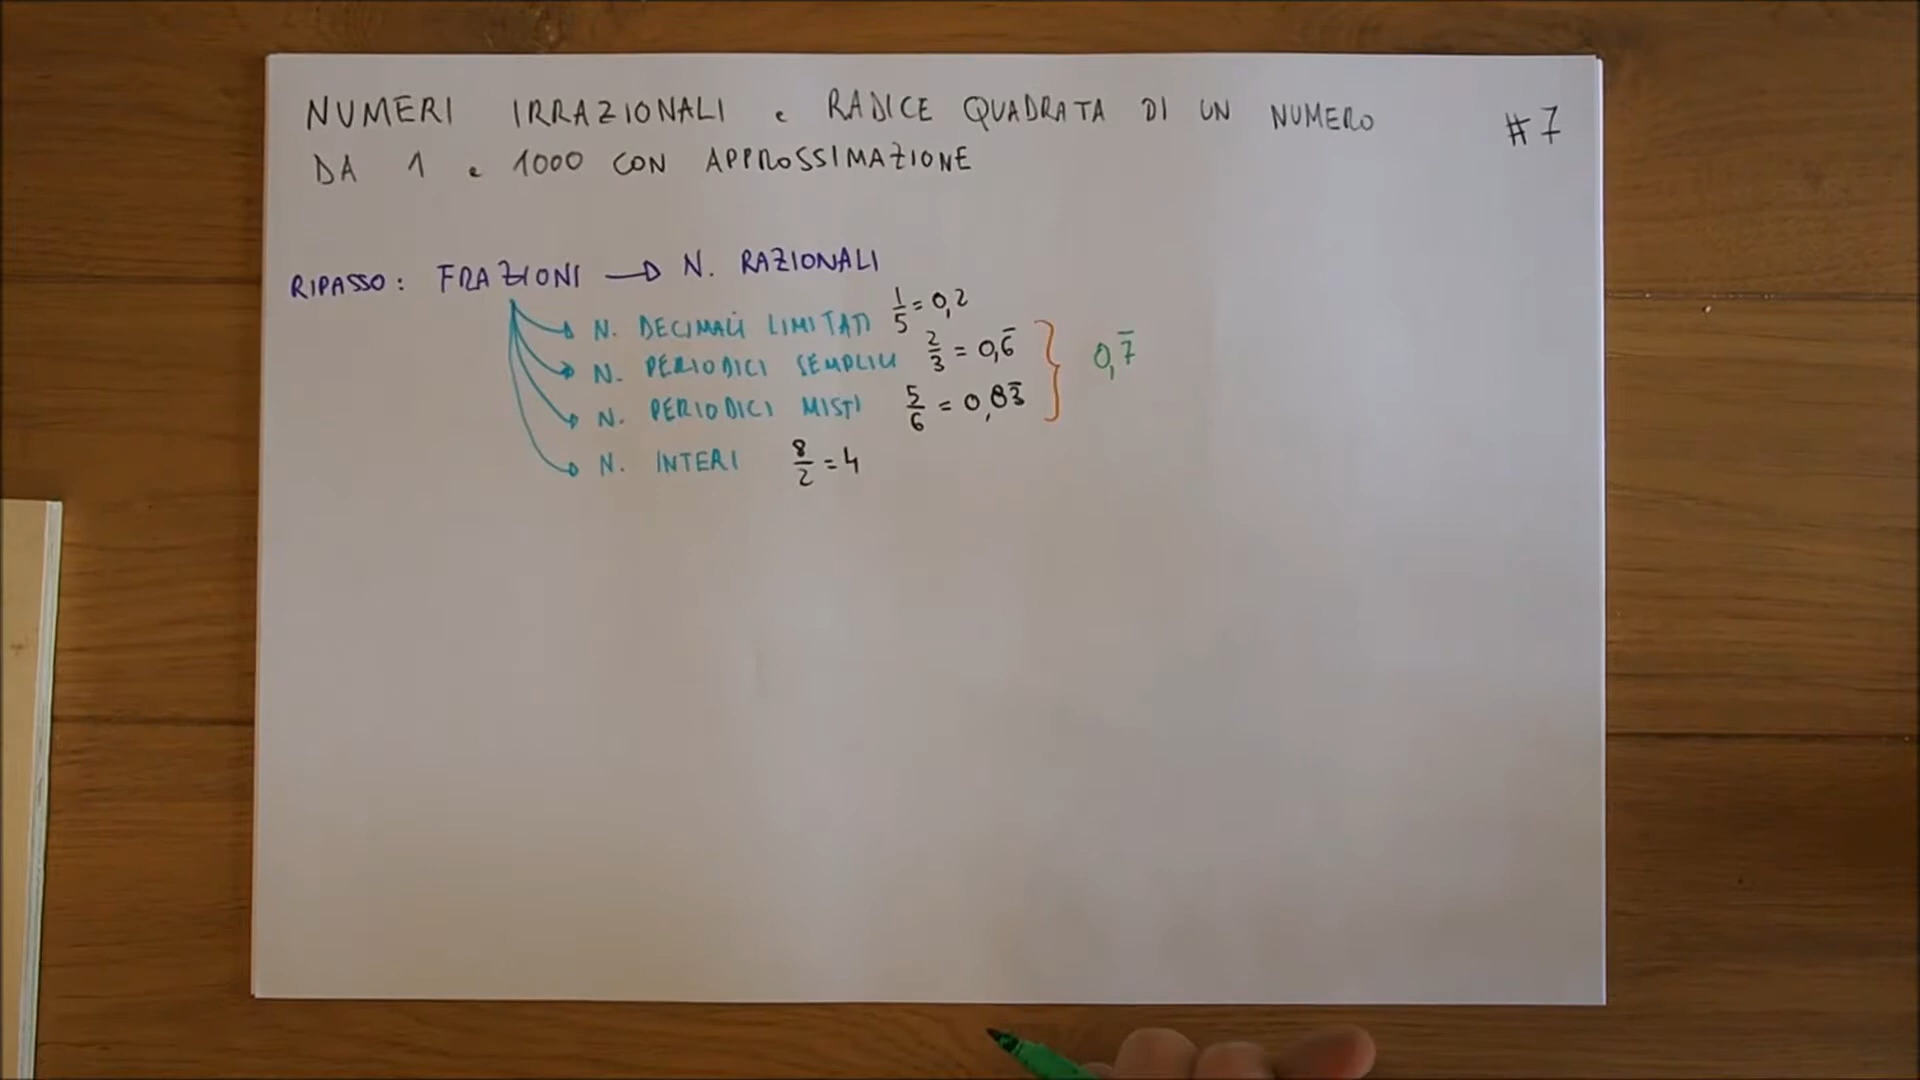 NUMERI IRRAZIONALI e RADICE QUADRATA DI UN NUMERO
DA 1 e 1000 CON APPROSSIMAZIONE
#7
RIPASSO: FRAZIONI → N. RAZIONALI
N. DECIMALI LIMITATI 1/5 = 0,2
N. PERIODICI SEMPLICI 2/3 = 0,6̅
N. PERIODICI MISTI 5/6 = 0,83̅
0,7̅
N. INTERI 8/2 = 4